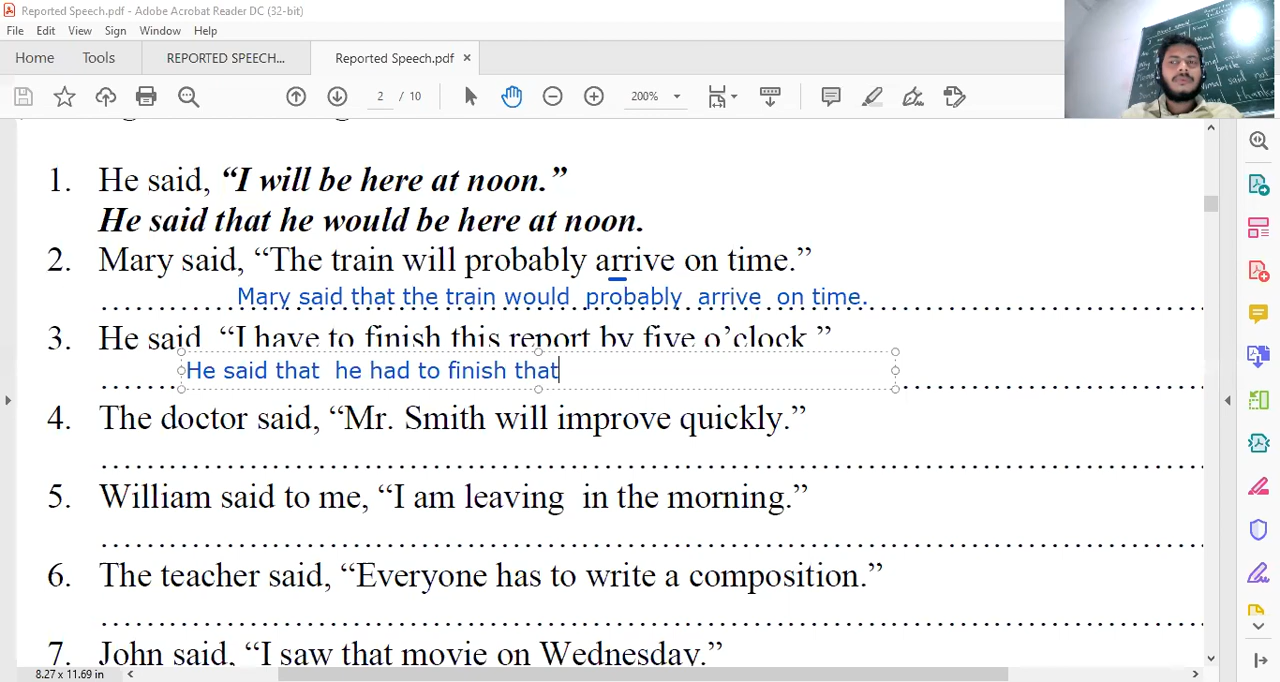 Reported Speech.pdf - Adobe Acrobat Reader DC (32-bit)
File Edit View Sign Window Help
Home Tools REPORTED SPEECH... Reported Speech.pdf ×
2 / 10 200%
1. He said, “I will be here at noon.”
He said that he would be here at noon.
2. Mary said, “The train will probably arrive on time.”
Mary said that the train would probably arrive on time.
3. He said, “I have to finish this report by five o’clock.”
He said that he had to finish that
4. The doctor said, “Mr. Smith will improve quickly.”
5. William said to me, “I am leaving in the morning.”
6. The teacher said, “Everyone has to write a composition.”
7. John said, “I saw that movie on Wednesday.”
8.27 x 11.69 in